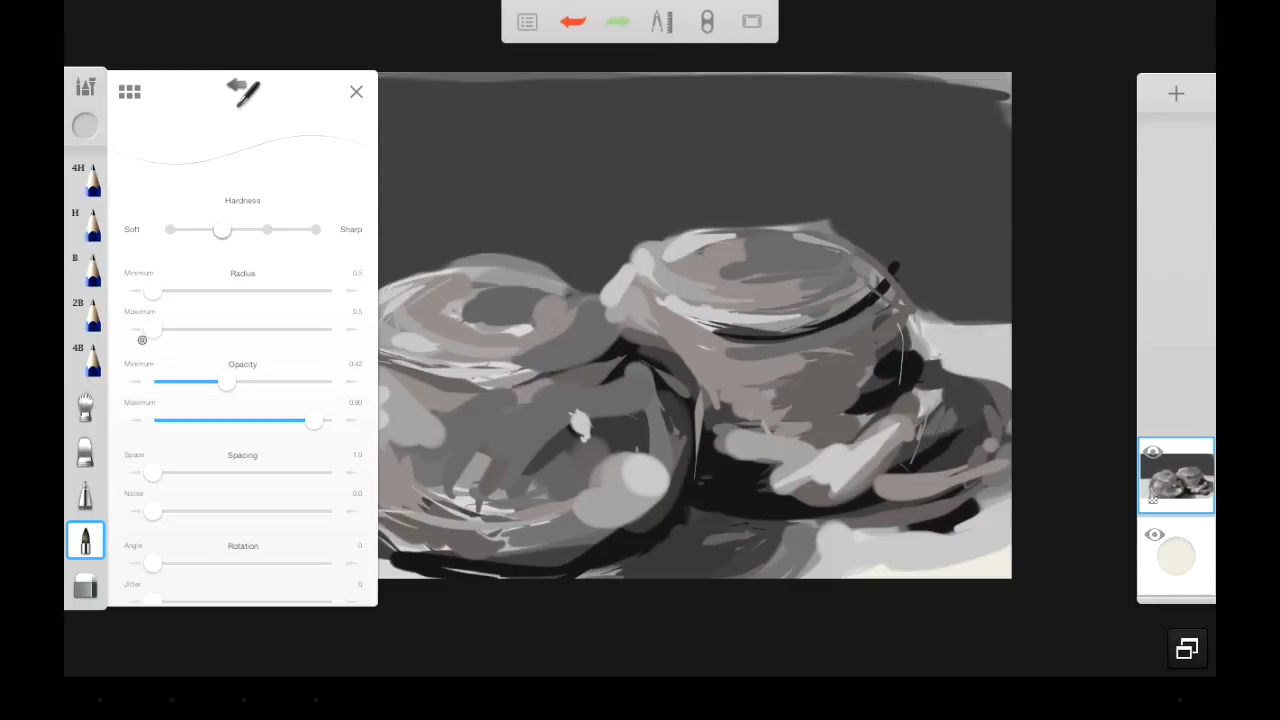 4H
H
B
2B
4B
Hardness
Soft
Sharp
Minimum
Radius
0.5
Maximum
0.5
Minimum
Opacity
0.42
Maximum
0.90
Space
Spacing
1.0
Noise
0.0
Angle
Rotation
0
Jitter
0